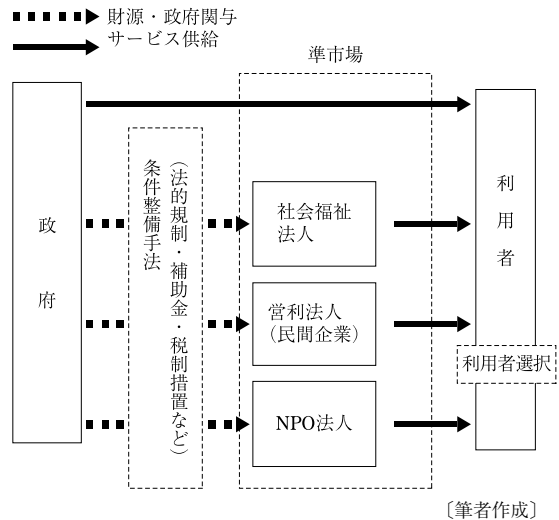 財源・政府関与
サービス供給
準市場
政府
条件整備手法
（法的規制・補助金・税制措置など）
社会福祉
法人
営利法人
（民間企業）
NPO法人
利用者
利用者選択
〔筆者作成〕